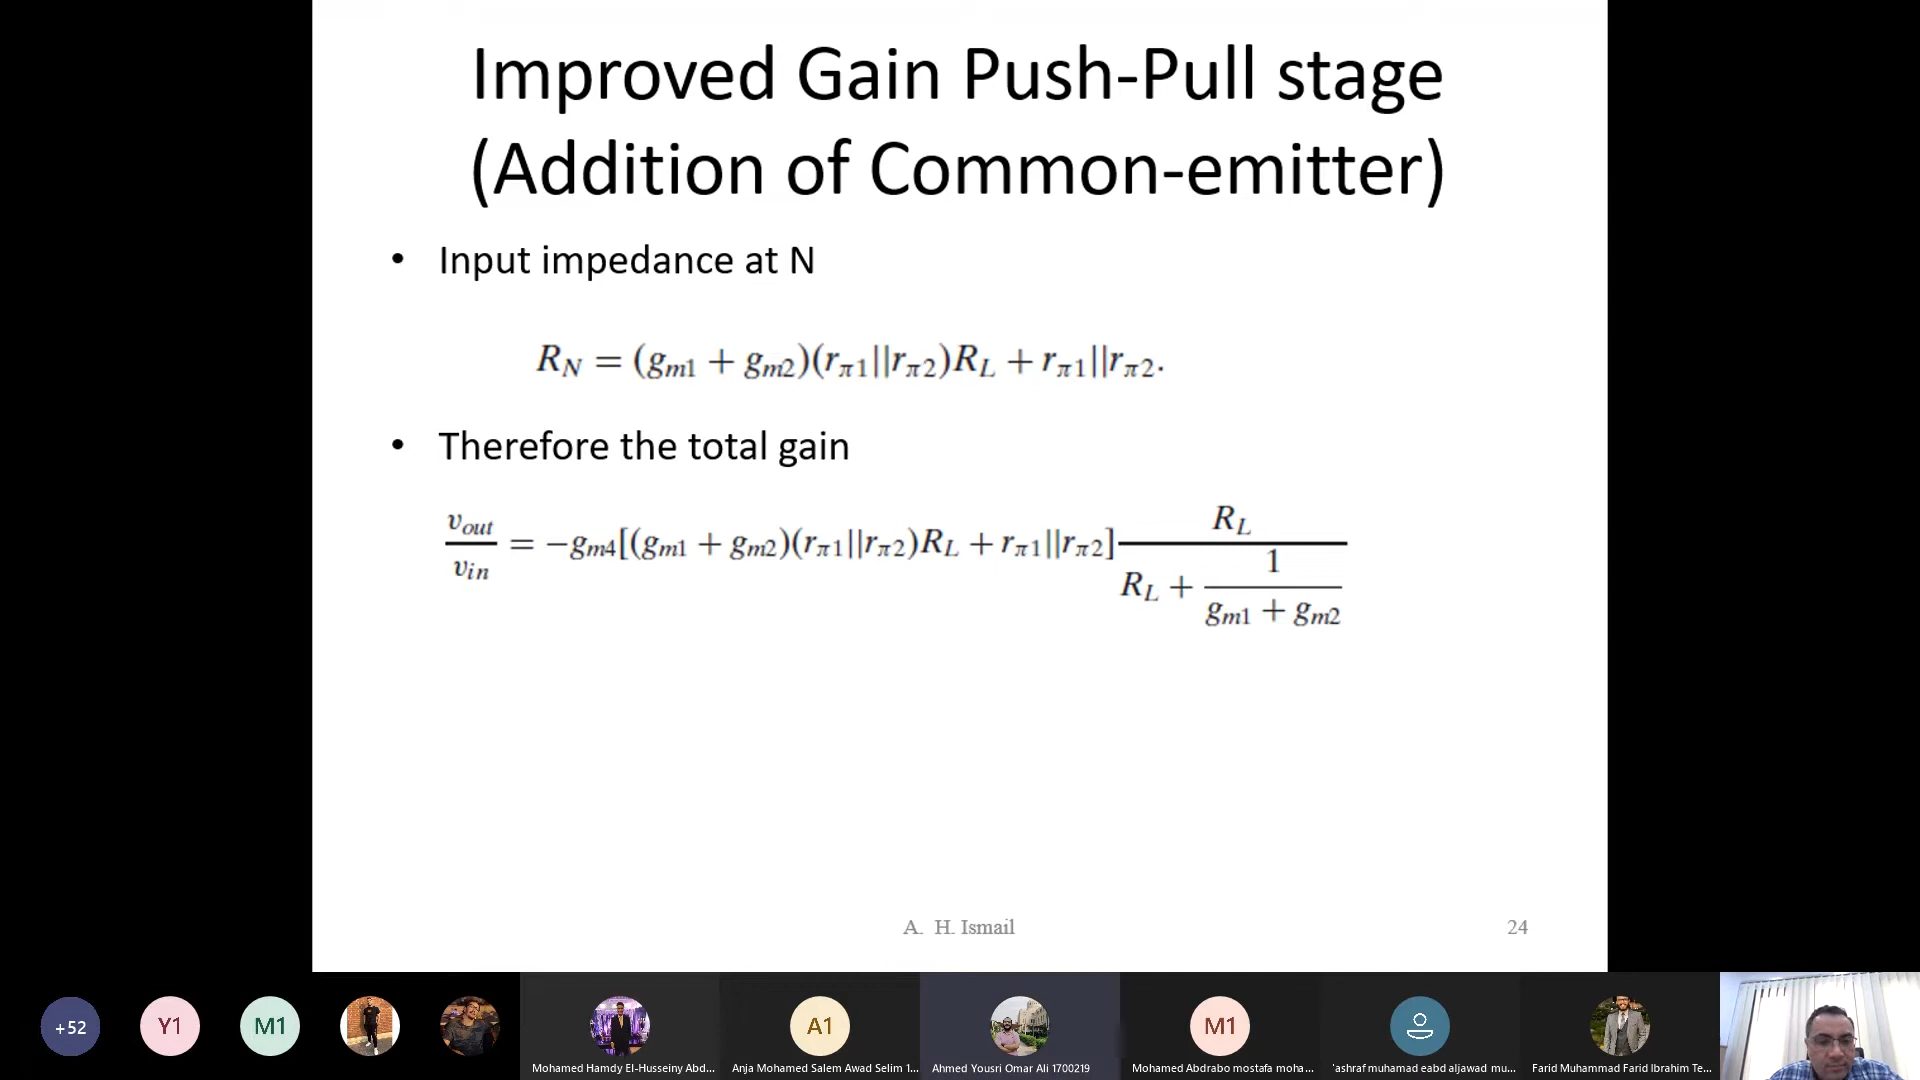 Improved Gain Push-Pull stage
(Addition of Common-emitter)
• Input impedance at N
R_N = (g_m1 + g_m2)(r_π1||r_π2)R_L + r_π1||r_π2.
• Therefore the total gain
v_out / v_in = −g_m4[(g_m1 + g_m2)(r_π1||r_π2)R_L + r_π1||r_π2] R_L / (R_L + 1 / (g_m1 + g_m2))
A. H. Ismail
24
+52
Y1
M1
A1
M1
Mohamed Hamdy El-Husseiny Abd...
Anja Mohamed Salem Awad Selim 1...
Ahmed Yousri Omar Ali 1700219
Mohamed Abdrabo mostafa moha...
'ashraf muhamad eabd aljawad mu...
Farid Muhammad Farid Ibrahim Te...